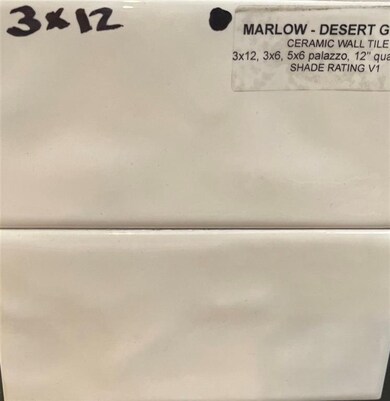 3x12
MARLOW - DESERT G
CERAMIC WALL TILE
3x12, 3x6, 5x6 palazzo, 12" qua
SHADE RATING V1